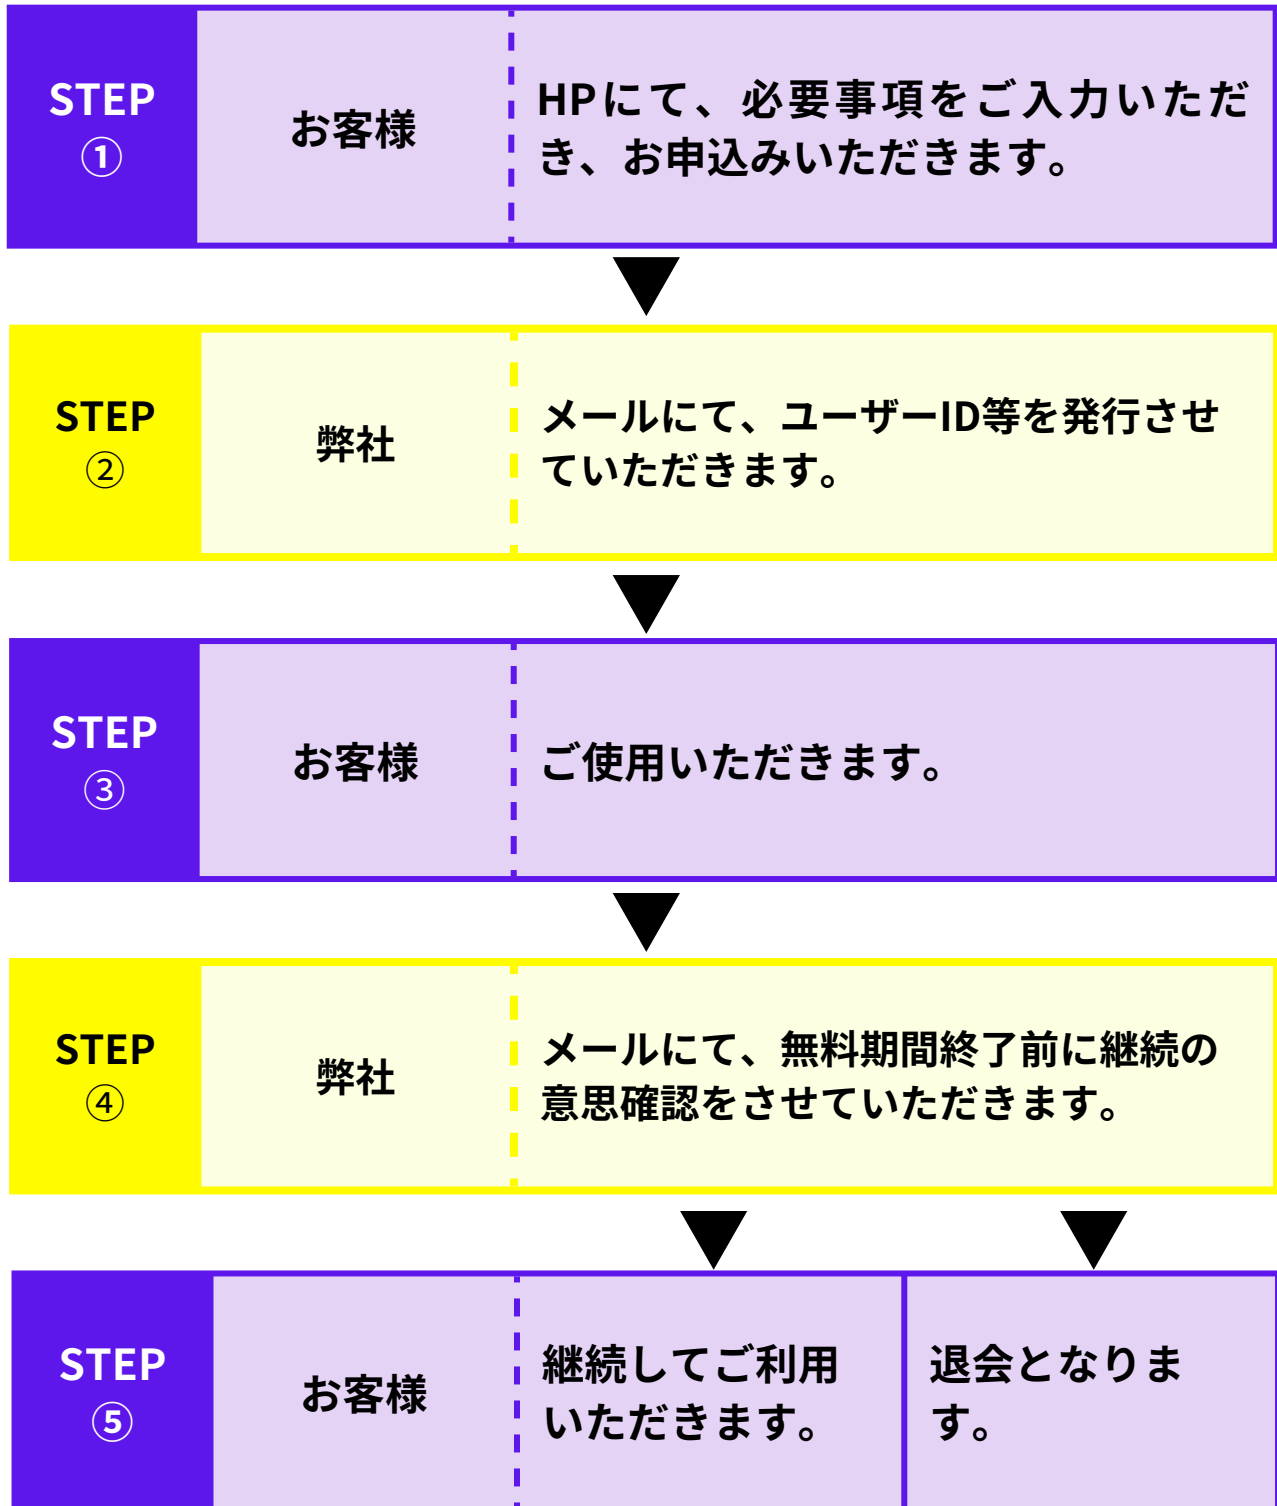 STEP
①
お客様
HPにて、必要事項をご入力いただ
き、お申込みいただきます。
STEP
②
弊社
メールにて、ユーザーID等を発行させ
ていただきます。
STEP
③
お客様
ご使用いただきます。
STEP
④
弊社
メールにて、無料期間終了前に継続の
意思確認をさせていただきます。
STEP
⑤
お客様
継続してご利用
いただきます。
退会となりま
す。